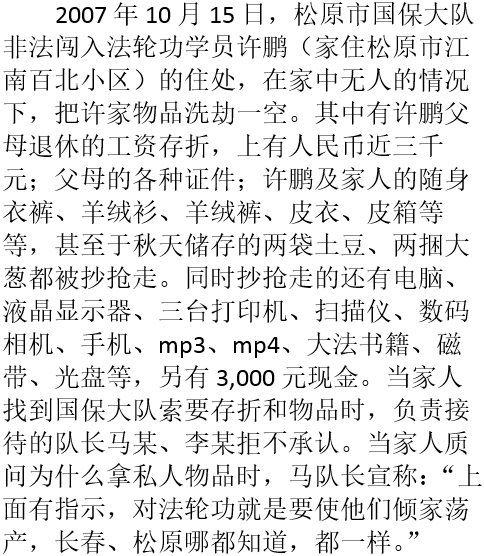 2007 年 10 月 15 日，松原市国保大队
非法闯入法轮功学员许鹏（家住松原市江
南百北小区）的住处，在家中无人的情况
下，把许家物品洗劫一空。其中有许鹏父
母退休的工资存折，上有人民币近三千
元；父母的各种证件；许鹏及家人的随身
衣裤、羊绒衫、羊绒裤、皮衣、皮箱等
等，甚至于秋天储存的两袋土豆、两捆大
葱都被抄抢走。同时抄抢走的还有电脑、
液晶显示器、三台打印机、扫描仪、数码
相机、手机、mp3、mp4、大法书籍、磁
带、光盘等，另有 3,000 元现金。当家人
找到国保大队索要存折和物品时，负责接
待的队长马某、李某拒不承认。当家人质
问为什么拿私人物品时，马队长宣称：“上
面有指示，对法轮功就是要使他们倾家荡
产，长春、松原哪都知道，都一样。”